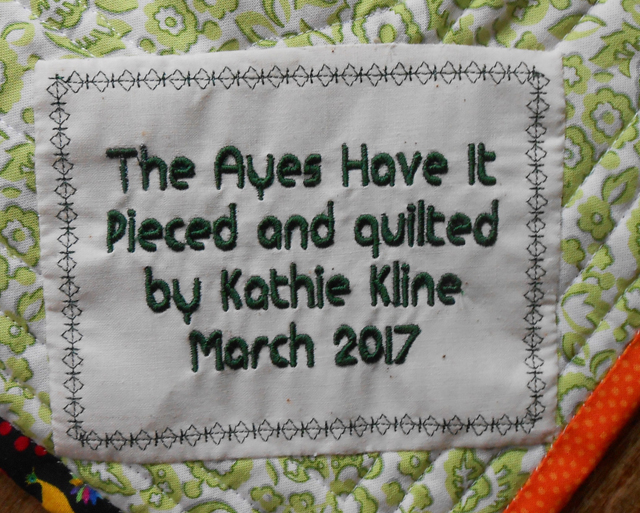 The Ayes Have It
Pieced and quilted
by Kathie Kline
March 2017